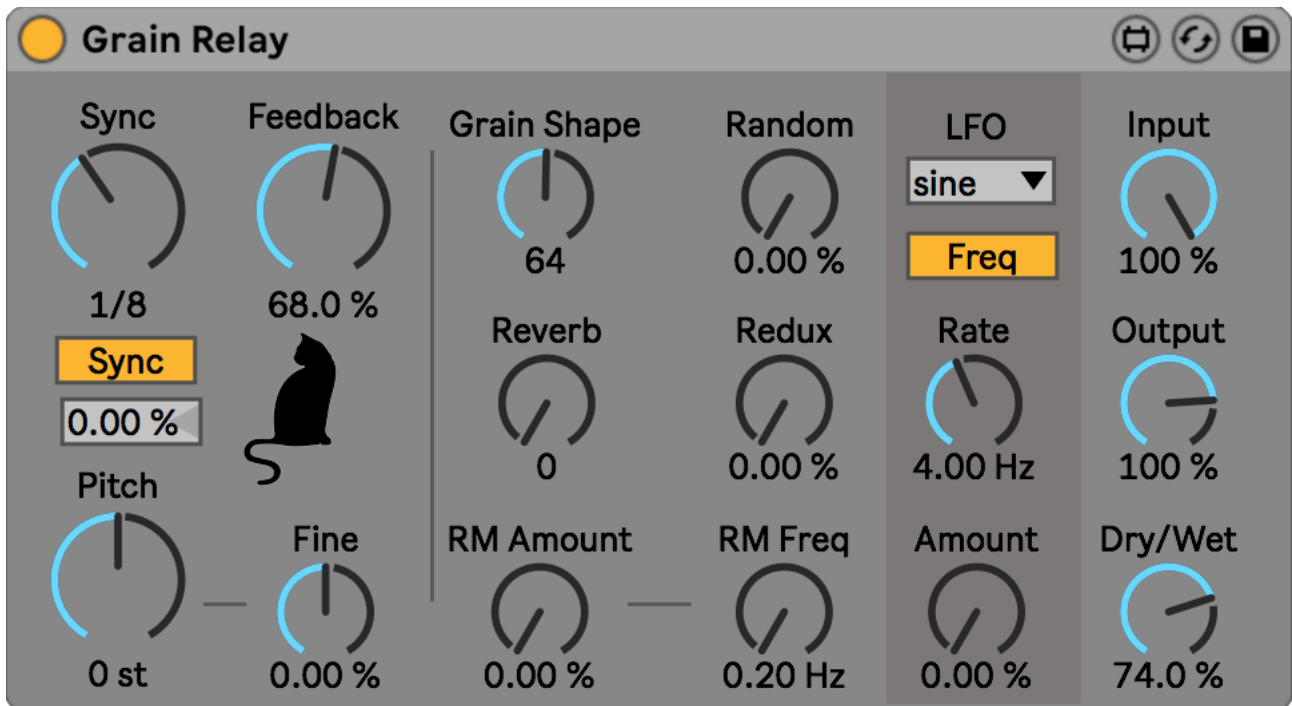 Grain Relay
Sync
Feedback
1/8
68.0 %
Sync
0.00 %
Pitch
Fine
0 st
0.00 %
Grain Shape
Random
64
0.00 %
Reverb
Redux
0
0.00 %
RM Amount
RM Freq
0.00 %
0.20 Hz
LFO
sine
Freq
Rate
4.00 Hz
Amount
0.00 %
Input
100 %
Output
100 %
Dry/Wet
74.0 %